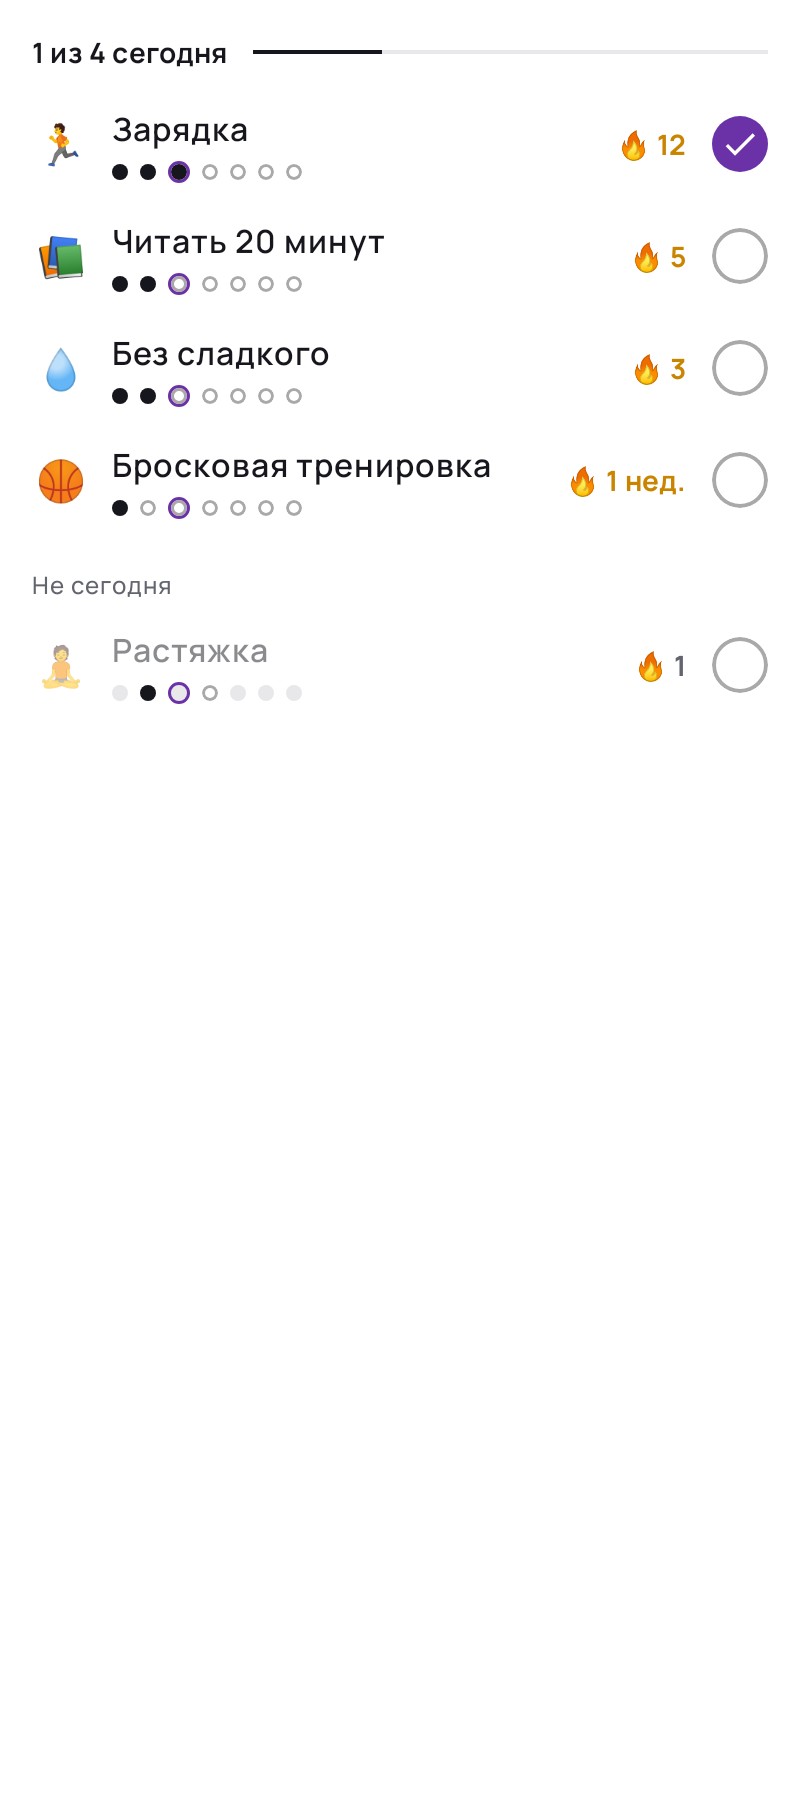 1 из 4 сегодня
Зарядка
12
Читать 20 минут
5
Без сладкого
3
Бросковая тренировка
1 нед.
Не сегодня
Растяжка
1